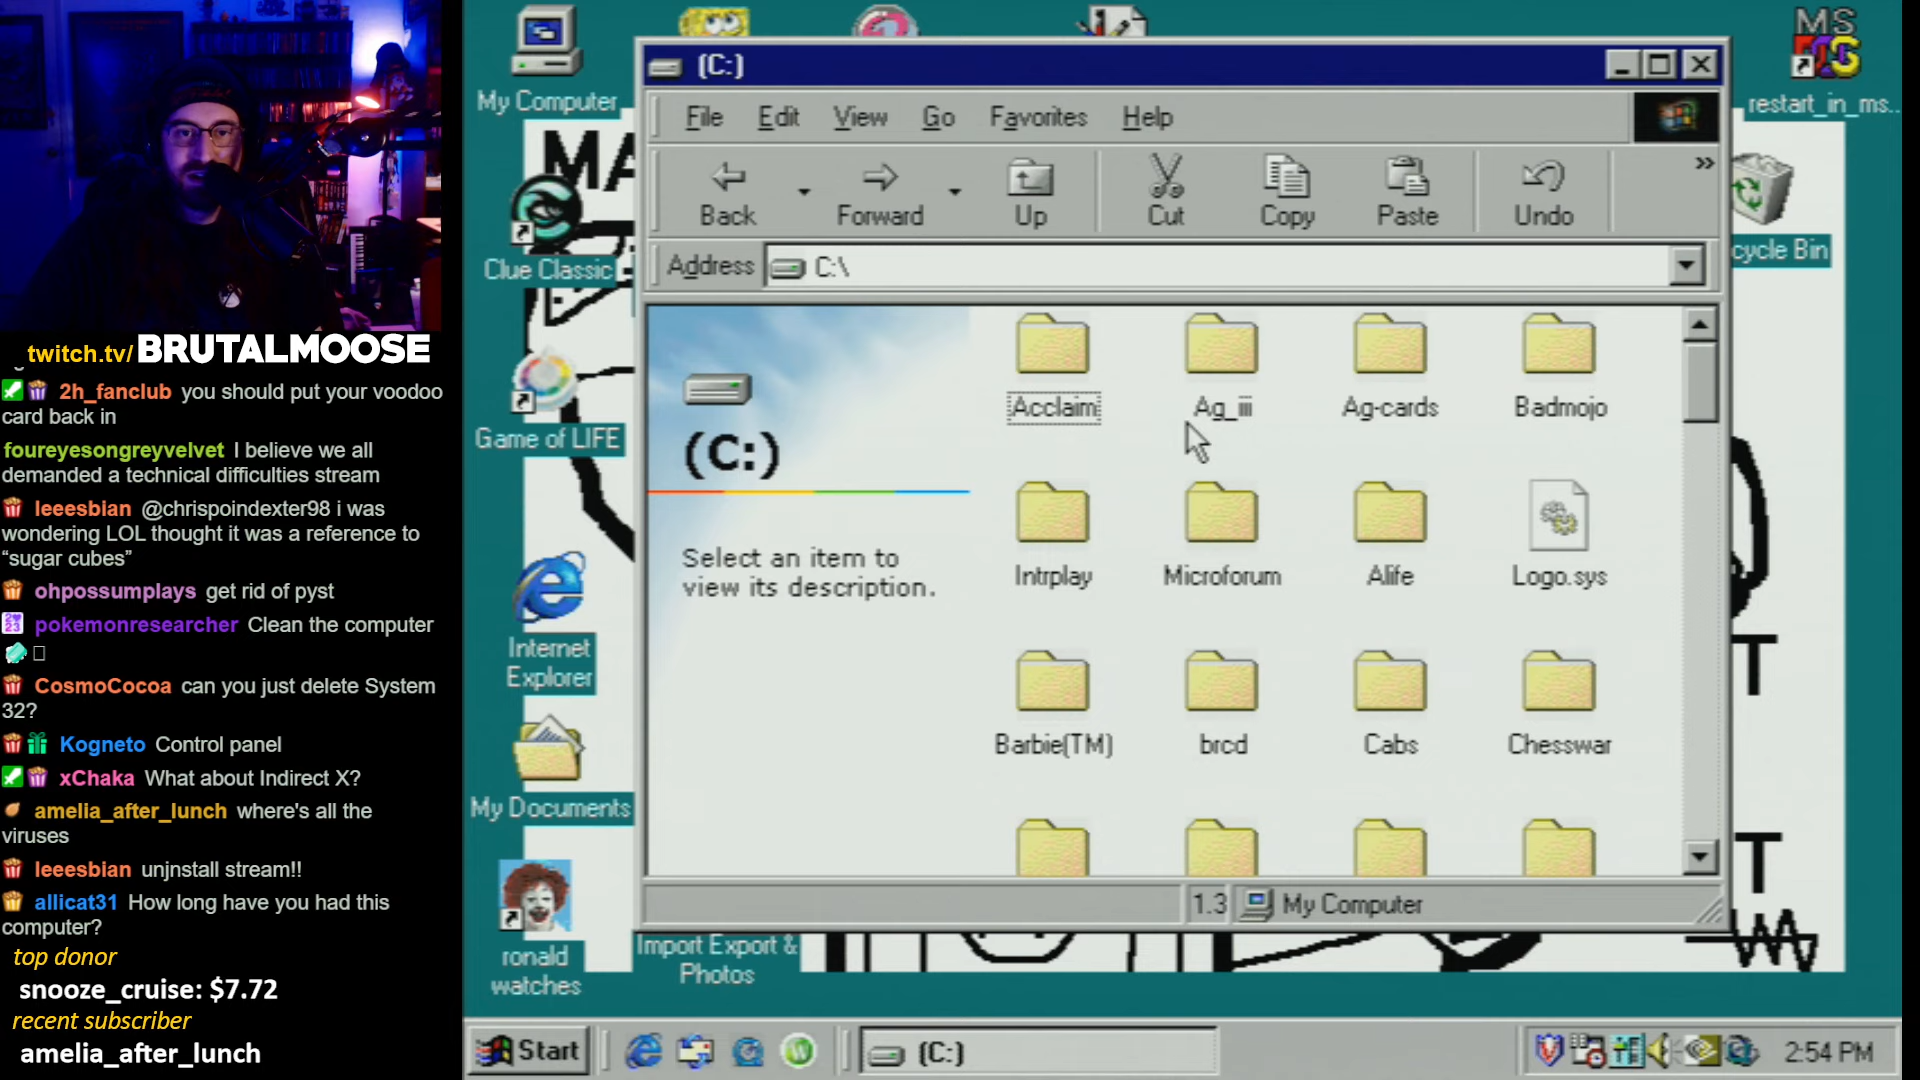 twitch.tv/BRUTALMOOSE
2h_fanclub you should put your voodoo
card back in
foureyesongreyvelvet I believe we all
demanded a technical difficulties stream
leeesbian @chrispoindexter98 i was
wondering LOL thought it was a reference to
“sugar cubes”
ohpossumplays get rid of pyst
pokemonresearcher Clean the computer
CosmoCocoa can you just delete System
32?
Kogneto Control panel
xChaka What about Indirect X?
amelia_after_lunch where's all the
viruses
leeesbian unjnstall stream!!
allicat31 How long have you had this
computer?
top donor
snooze_cruise: $7.72
recent subscriber
amelia_after_lunch
My Computer
MA
Clue Classic
Game of LIFE
Internet
Explorer
My Documents
ronald
watches
Import Export &
Photos
MS
restart_in_ms...
cycle Bin
T
T
(C:)
File Edit View Go Favorites Help
Back Forward Up Cut Copy Paste Undo
Address C:\
(C:)
Select an item to
view its description.
Acclaim Ag_iii Ag-cards Badmojo
Intrplay Microforum Alife Logo.sys
Barbie(TM) brcd Cabs Chesswar
1.3 My Computer
Start (C:) 2:54 PM